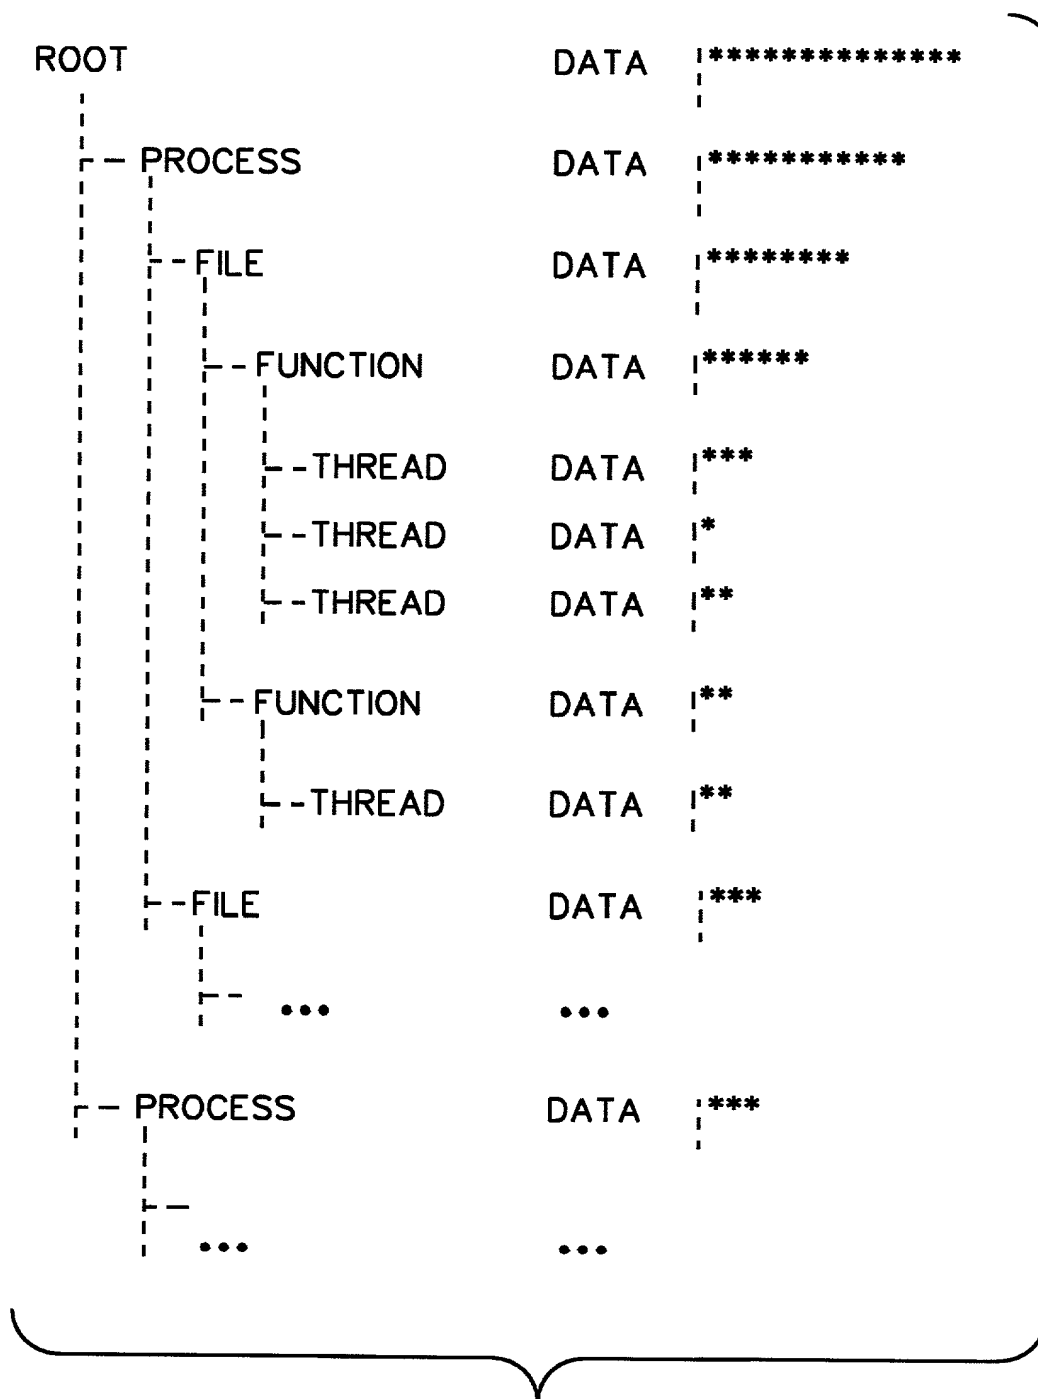 ROOT DATA **************
PROCESS DATA ***********
FILE DATA ********
FUNCTION DATA ******
THREAD DATA ***
THREAD DATA *
THREAD DATA **
FUNCTION DATA **
THREAD DATA **
FILE DATA ***
••• •••
PROCESS DATA ***
••• •••